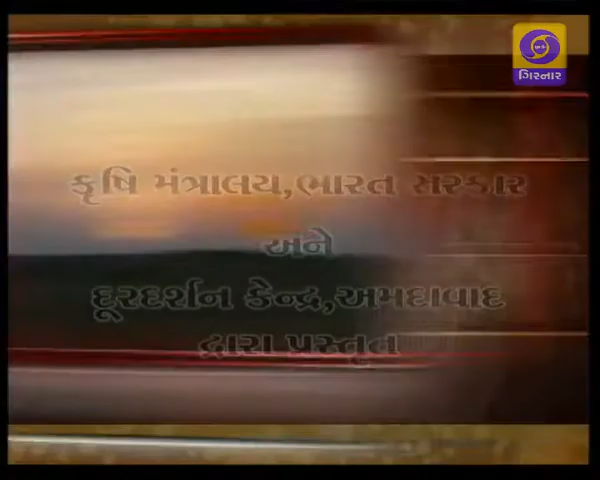 ગિરનાર
કૃષિ મંત્રાલય,ભારત સરકાર
અને
દૂરદર્શન કેન્દ્ર,અમદાવાદ
દ્વારા પ્રસ્તૃત